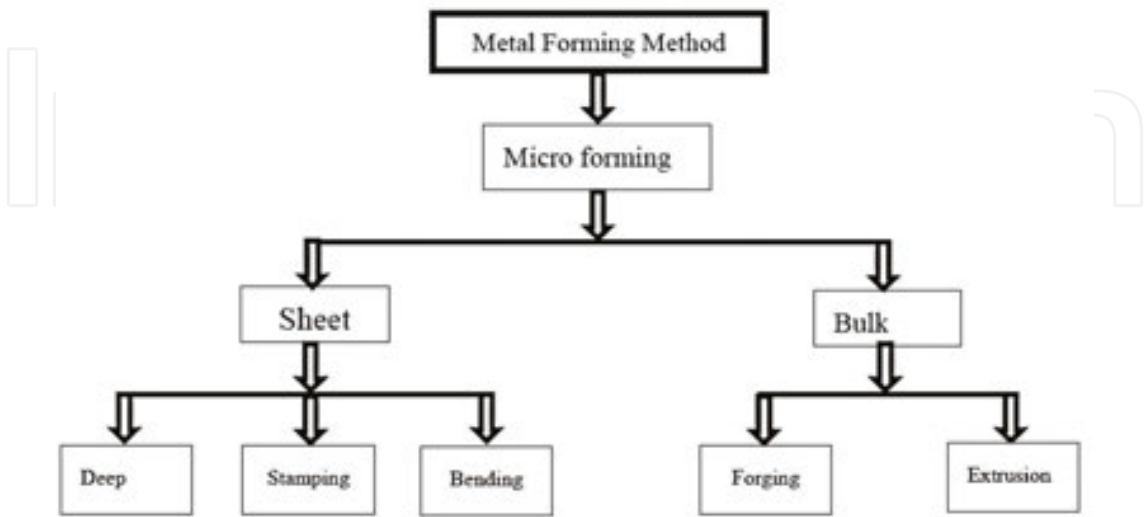 Metal Forming Method
Micro forming
Sheet
Bulk
Deep
Stamping
Bending
Forging
Extrusion